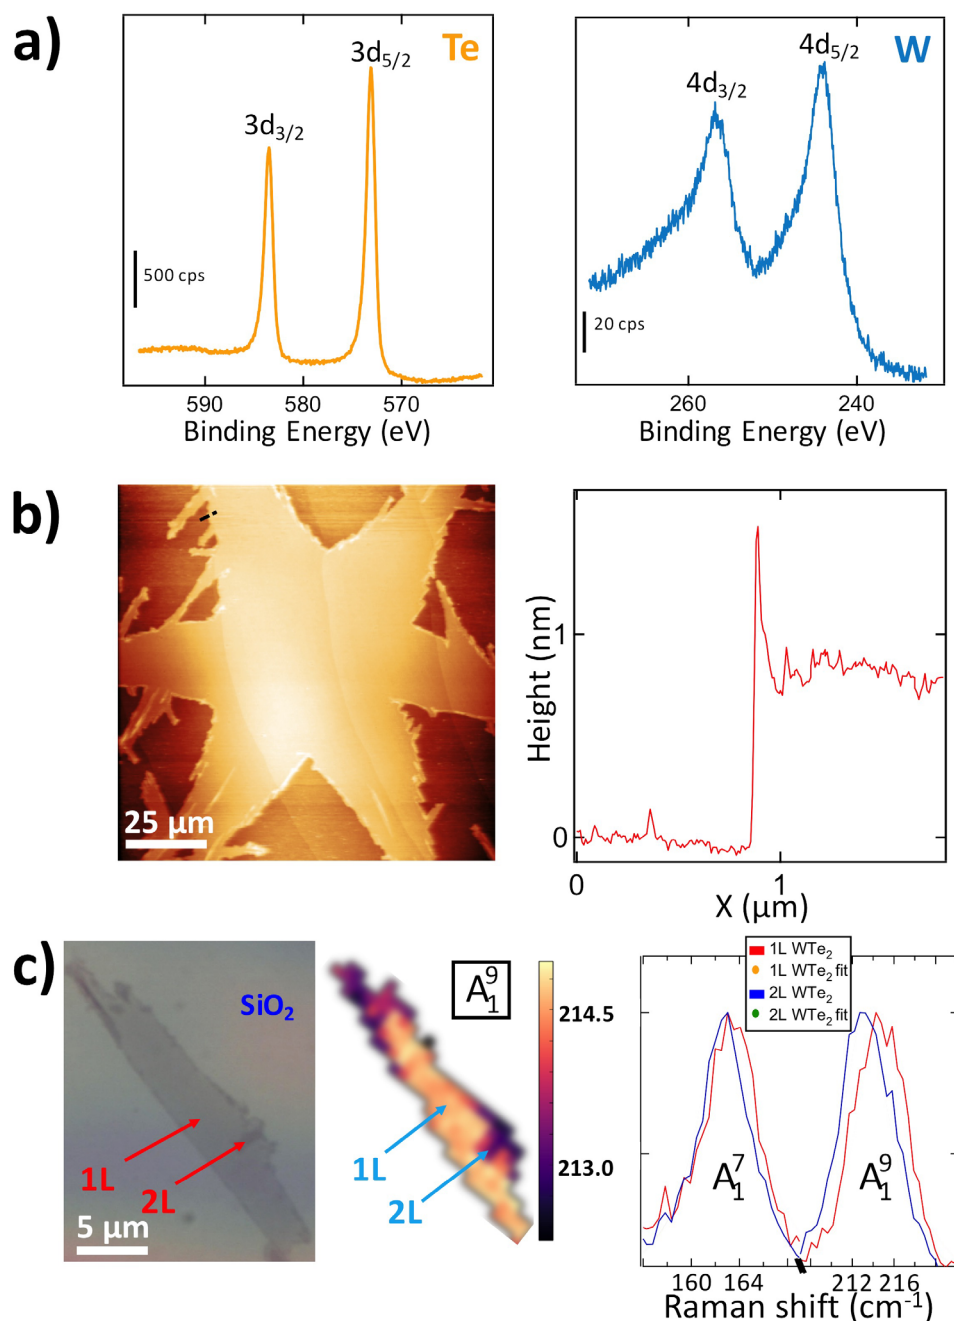 a)
Te
3d5/2
3d3/2
500 cps
590 580 570
Binding Energy (eV)
W
4d5/2
4d3/2
20 cps
260 240
Binding Energy (eV)
b)
25 μm
Height (nm)
1
0
0 1
X (μm)
c)
SiO2
1L
2L
5 μm
A19
214.5
213.0
1L
2L
1L WTe2
1L WTe2 fit
2L WTe2
2L WTe2 fit
A17
A19
160 164 212 216
Raman shift (cm-1)